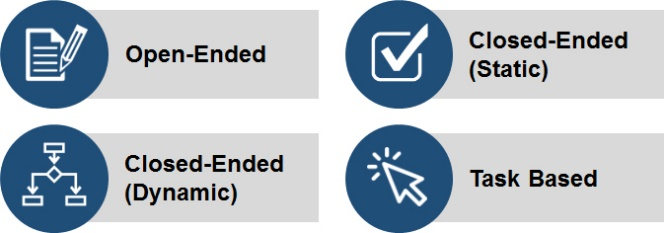 Open-Ended
Closed-Ended
(Static)
Closed-Ended
(Dynamic)
Task Based